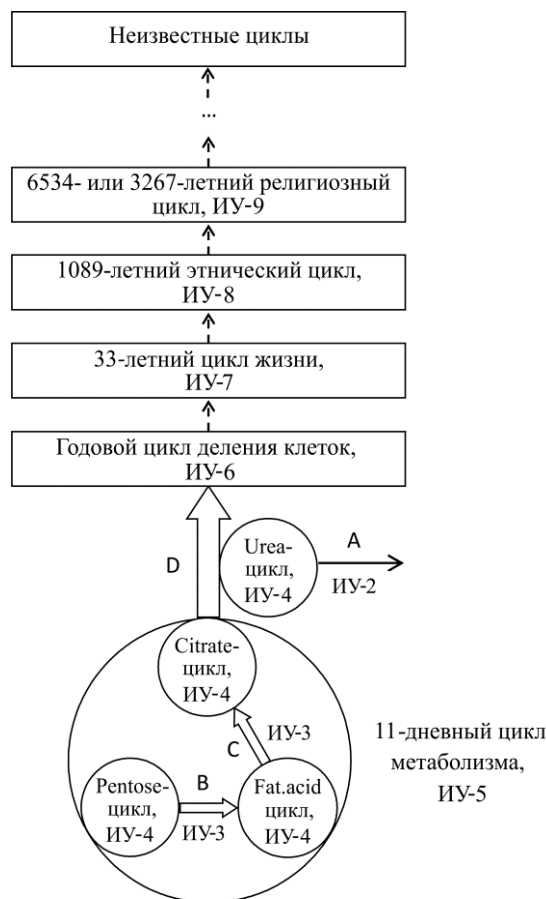 Неизвестные циклы
...
6534- или 3267-летний религиозный
цикл, ИУ-9
1089-летний этнический цикл,
ИУ-8
33-летний цикл жизни,
ИУ-7
Годовой цикл деления клеток,
ИУ-6
D
Urea-
цикл,
ИУ-4
A
ИУ-2
Citrate-
цикл,
ИУ-4
ИУ-3
C
11-дневный цикл
метаболизма,
ИУ-5
Pentose-
цикл,
ИУ-4
B
ИУ-3
Fat.acid
цикл,
ИУ-4